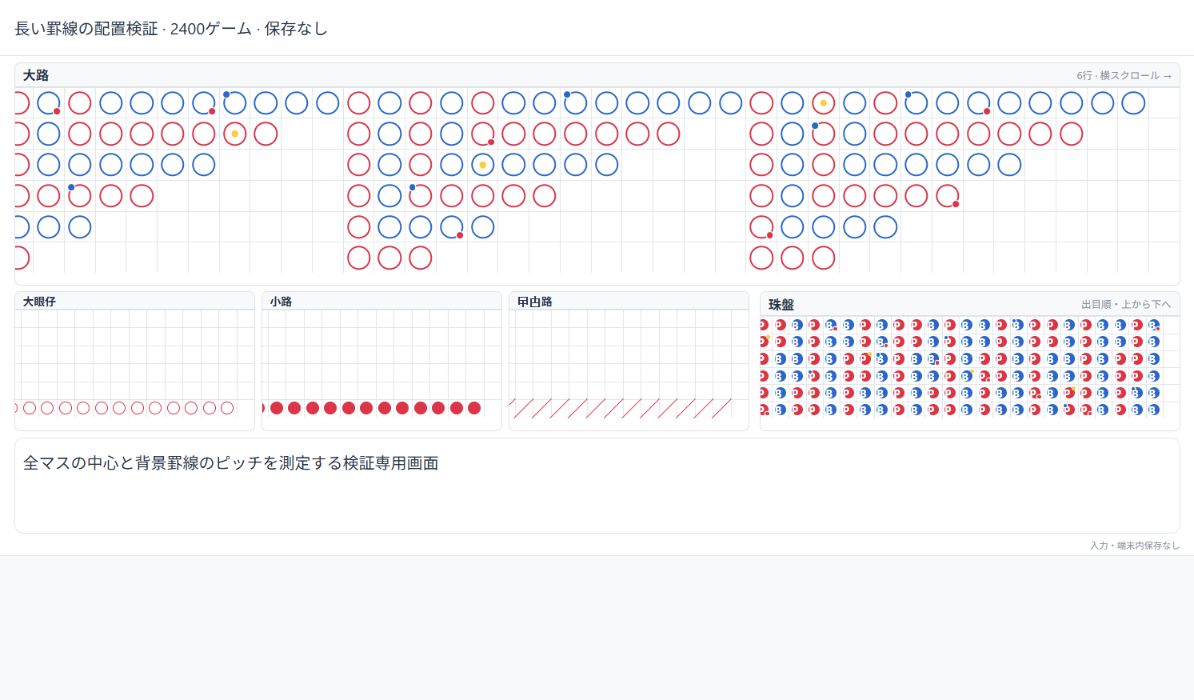 長い罫線の配置検証 · 2400ゲーム · 保存なし
大路
6行 · 横スクロール →
大眼仔
小路
甲由路
珠盤
出目順・上から下へ
全マスの中心と背景罫線のピッチを測定する検証専用画面
入力・端末内保存なし